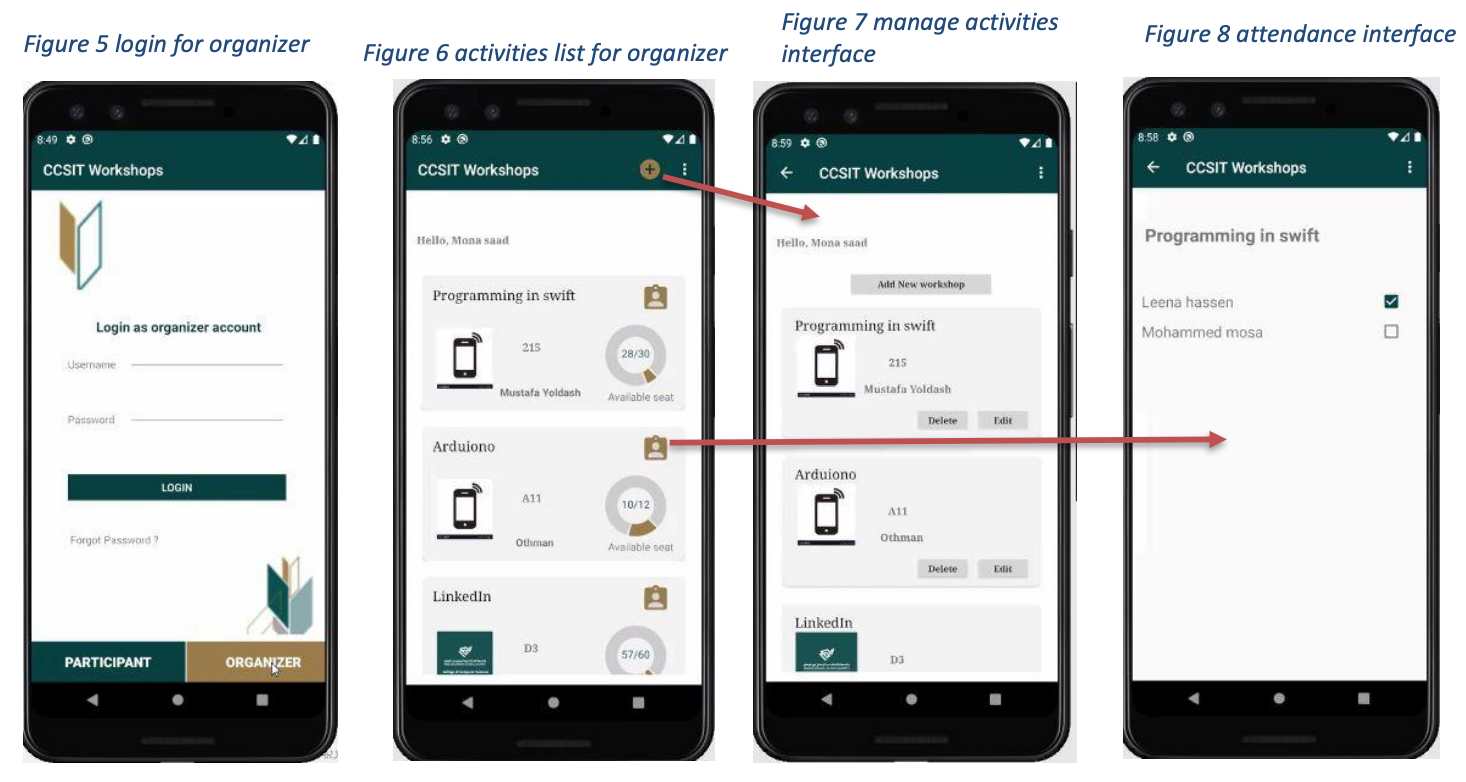 Figure 5 login for organizer
8:49
CCSIT Workshops
Login as organizer account
Username
Password
LOGIN
Forgot Password ?
PARTICIPANT
ORGANIZER
Figure 6 activities list for organizer
8:56
CCSIT Workshops
Hello, Mona saad
Programming in swift
215
28/30
Mustafa Yoldash
Available seat
Arduiono
A11
10/12
Othman
Available seat
LinkedIn
D3
57/60
Figure 7 manage activities
interface
8:59
CCSIT Workshops
Hello, Mona saad
Add New workshop
Programming in swift
215
Mustafa Yoldash
Delete
Edit
Arduiono
A11
Othman
Delete
Edit
LinkedIn
D3
Figure 8 attendance interface
8:58
CCSIT Workshops
Programming in swift
Leena hassen
Mohammed mosa